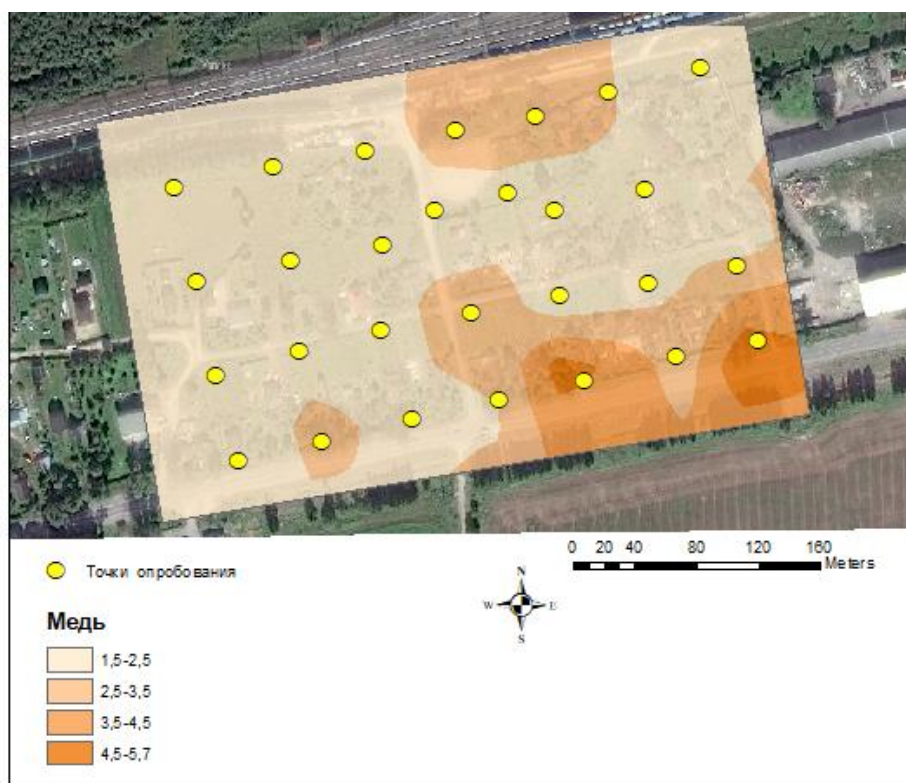 0 20 40 80 120 160
Meters
Точки опробования
N
W E
S
Медь
1,5-2,5
2,5-3,5
3,5-4,5
4,5-5,7